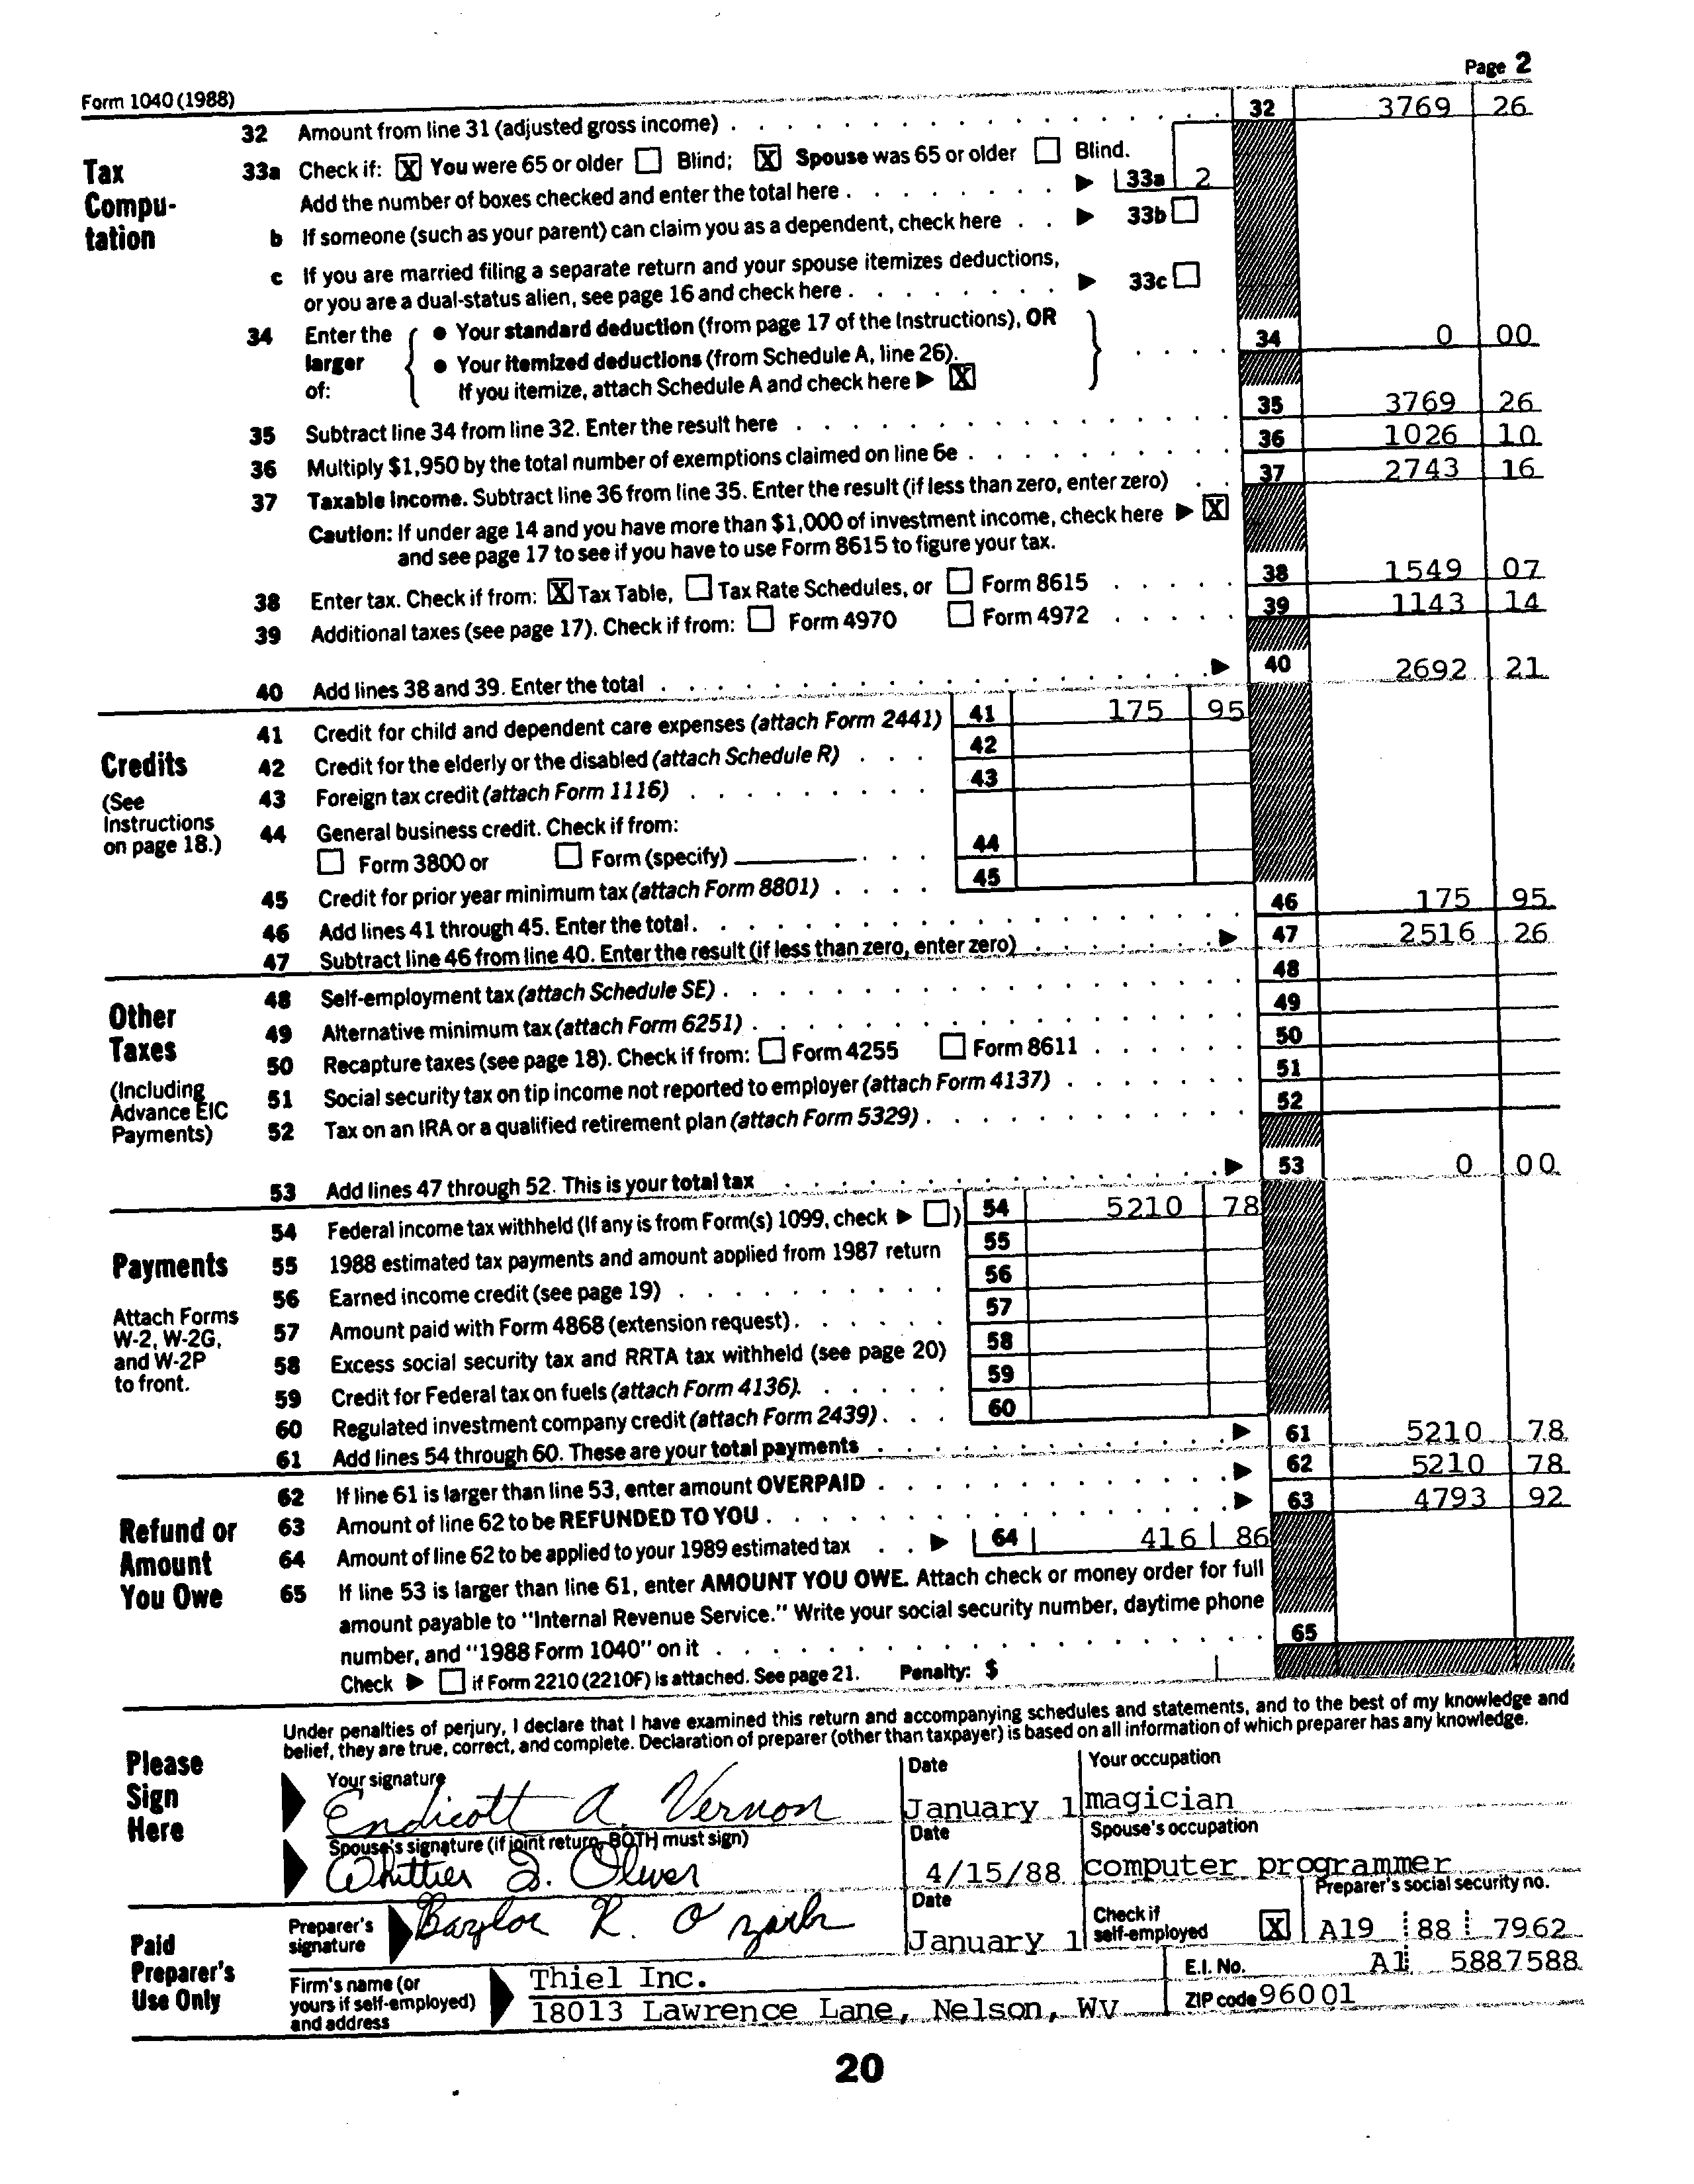 Form 1040 (1988) Page 2
32 Amount from line 31 (adjusted gross income) . . . . 32 3769 26
Tax Compu- tation
33a Check if: [X] You were 65 or older [ ] Blind; [X] Spouse was 65 or older [ ] Blind.
Add the number of boxes checked and enter the total here . . . . ▶ 33a 2
b If someone (such as your parent) can claim you as a dependent, check here . . ▶ 33b [ ]
c If you are married filing a separate return and your spouse itemizes deductions,
or you are a dual-status alien, see page 16 and check here . . . . ▶ 33c [ ]
34 Enter the larger of: { ● Your standard deduction (from page 17 of the Instructions), OR
● Your itemized deductions (from Schedule A, line 26).
If you itemize, attach Schedule A and check here ▶ [X] } . . . . 34 0 00
35 Subtract line 34 from line 32. Enter the result here . . . . 35 3769 26
36 Multiply $1,950 by the total number of exemptions claimed on line 6e . . . . 36 1026 10
37 Taxable income. Subtract line 36 from line 35. Enter the result (if less than zero, enter zero) . . 37 2743 16
Caution: If under age 14 and you have more than $1,000 of investment income, check here ▶ [X]
and see page 17 to see if you have to use Form 8615 to figure your tax.
38 Enter tax. Check if from: [X] Tax Table, [ ] Tax Rate Schedules, or [ ] Form 8615 . . . . 38 1549 07
39 Additional taxes (see page 17). Check if from: [ ] Form 4970 [ ] Form 4972 . . . . 39 1143 14
40 Add lines 38 and 39. Enter the total . . . . ▶ 40 2692 21
Credits
(See Instructions on page 18.)
41 Credit for child and dependent care expenses (attach Form 2441) 41 175 95
42 Credit for the elderly or the disabled (attach Schedule R) . . . 42
43 Foreign tax credit (attach Form 1116) . . . . 43
44 General business credit. Check if from:
[ ] Form 3800 or [ ] Form (specify) ________ . . . 44
45 Credit for prior year minimum tax (attach Form 8801) . . . . 45
46 Add lines 41 through 45. Enter the total . . . . 46 175 95
47 Subtract line 46 from line 40. Enter the result (if less than zero, enter zero) . . . . ▶ 47 2516 26
Other Taxes
(Including Advance EIC Payments)
48 Self-employment tax (attach Schedule SE) . . . . 48
49 Alternative minimum tax (attach Form 6251) . . . . 49
50 Recapture taxes (see page 18). Check if from: [ ] Form 4255 [ ] Form 8611 . . . . 50
51 Social security tax on tip income not reported to employer (attach Form 4137) . . . . 51
52 Tax on an IRA or a qualified retirement plan (attach Form 5329) . . . . 52
53 Add lines 47 through 52. This is your total tax . . . . ▶ 53 0 00
Payments
Attach Forms W-2, W-2G, and W-2P to front.
54 Federal income tax withheld (If any is from Form(s) 1099, check ▶ [ ]) 54 5210 78
55 1988 estimated tax payments and amount applied from 1987 return 55
56 Earned income credit (see page 19) . . . . 56
57 Amount paid with Form 4868 (extension request) . . . . 57
58 Excess social security tax and RRTA tax withheld (see page 20) 58
59 Credit for Federal tax on fuels (attach Form 4136) . . . . 59
60 Regulated investment company credit (attach Form 2439) . . . 60
61 Add lines 54 through 60. These are your total payments . . . . ▶ 61 5210 78
Refund or Amount You Owe
62 If line 61 is larger than line 53, enter amount OVERPAID . . . . ▶ 62 5210 78
63 Amount of line 62 to be REFUNDED TO YOU . . . . ▶ 63 4793 92
64 Amount of line 62 to be applied to your 1989 estimated tax . . ▶ 64 416 86
65 If line 53 is larger than line 61, enter AMOUNT YOU OWE. Attach check or money order for full
amount payable to "Internal Revenue Service." Write your social security number, daytime phone
number, and "1988 Form 1040" on it . . . . 65
Check ▶ [ ] if Form 2210 (2210F) is attached. See page 21. Penalty: $
Please Sign Here
Under penalties of perjury, I declare that I have examined this return and accompanying schedules and statements, and to the best of my knowledge and
belief, they are true, correct, and complete. Declaration of preparer (other than taxpayer) is based on all information of which preparer has any knowledge.
Your signature Endicott A. Vernon Date January 1 Your occupation magician
Spouse's signature (if joint return, BOTH must sign) Whittier D. Oliver Date 4/15/88 Spouse's occupation computer programmer
Paid Preparer's Use Only
Preparer's signature Baylor R. Ozark Date January 1 Check if self-employed [X] Preparer's social security no. A19 88 7962
Firm's name (or yours if self-employed) and address Thiel Inc. E.I. No. A1 5887588
18013 Lawrence Lane, Nelson, WV ZIP code 96001
20